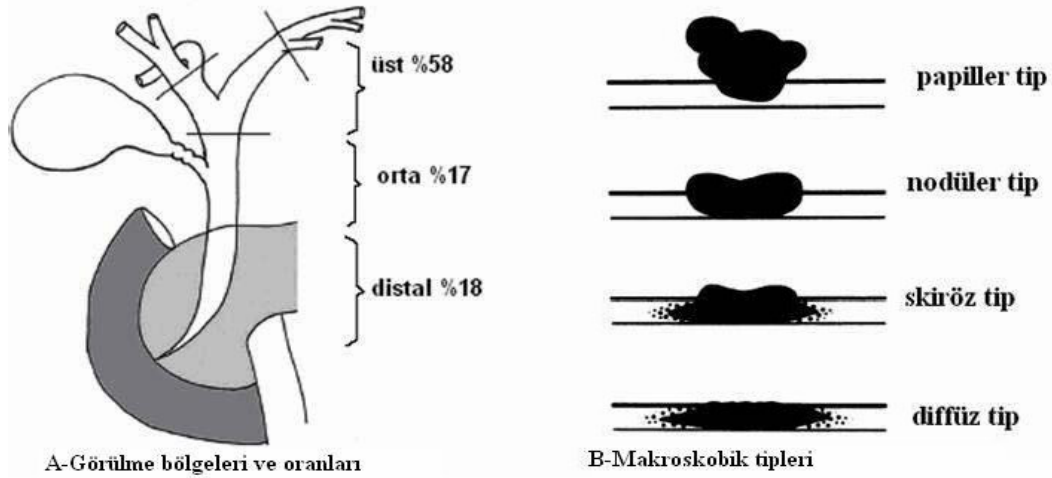 üst %58
orta %17
distal %18
A-Görülme bölgeleri ve oranları
papiller tip
nodüler tip
skiröz tip
diffüz tip
B-Makroskobik tipleri